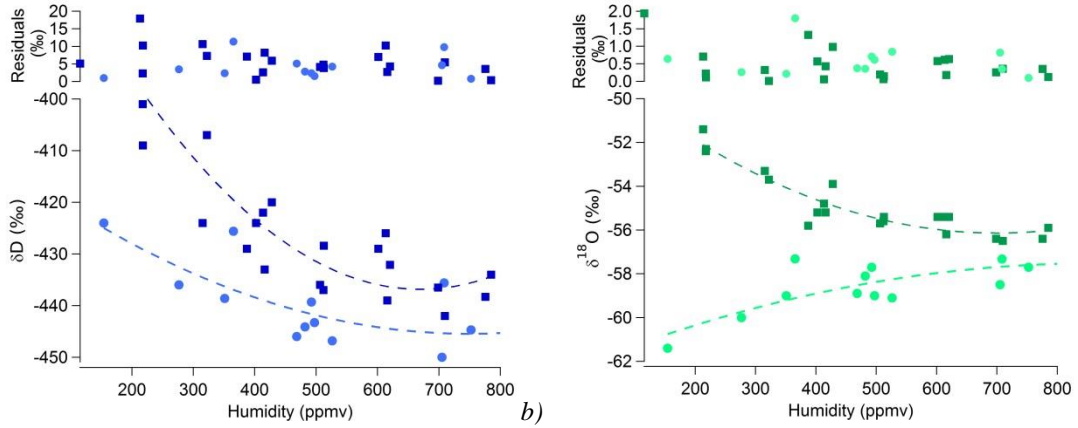 Residuals
(‰)
20
15
10
5
0
-400
-410
-420
-430
-440
-450
δD (‰)
200 300 400 500 600 700 800
Humidity (ppmv)
b)
Residuals
(‰)
2.0
1.5
1.0
0.5
0.0
-50
-52
-54
-56
-58
-60
-62
δ¹⁸O (‰)
200 300 400 500 600 700 800
Humidity (ppmv)